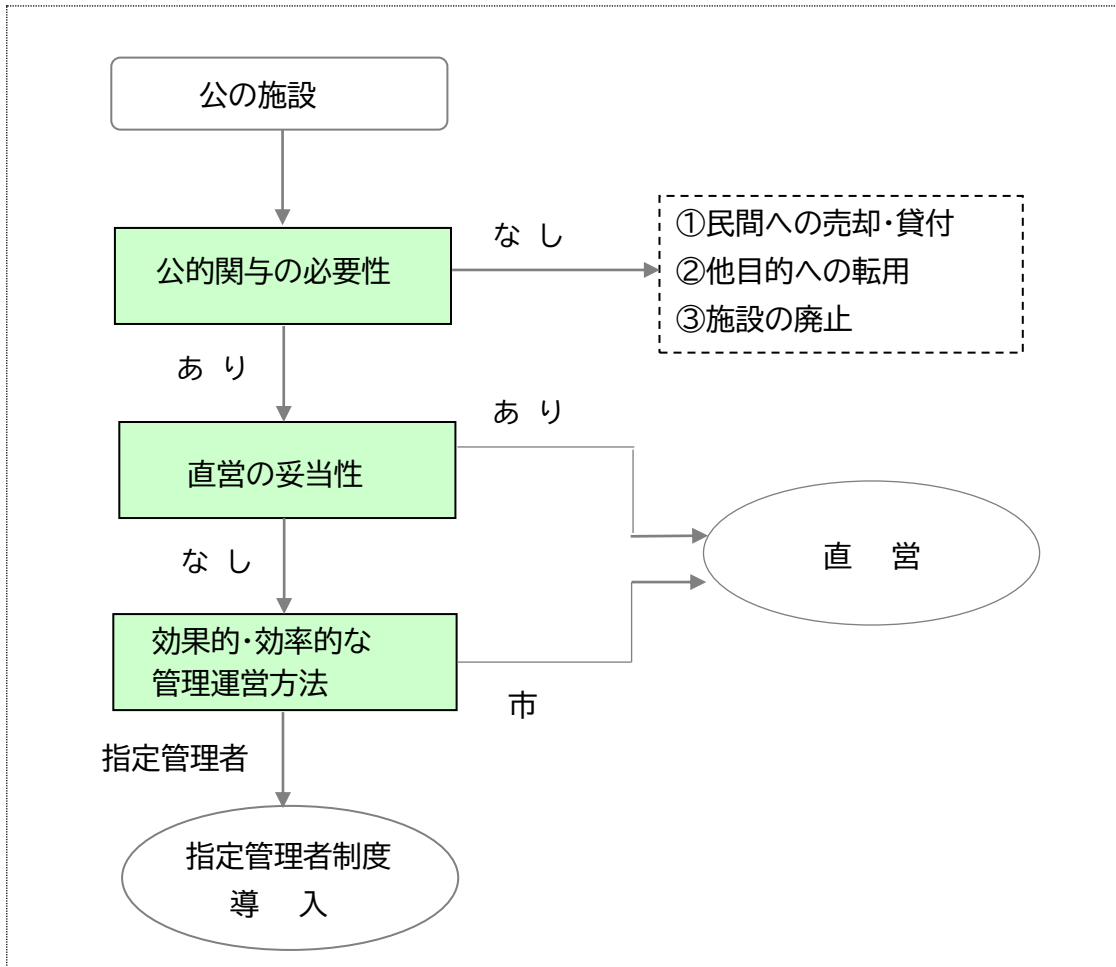 公の施設
公的関与の必要性
な し
①民間への売却･貸付
②他目的への転用
③施設の廃止
あ り
直営の妥当性
あ り
な し
直 営
効果的･効率的な
管理運営方法
市
指定管理者
指定管理者制度
導 入